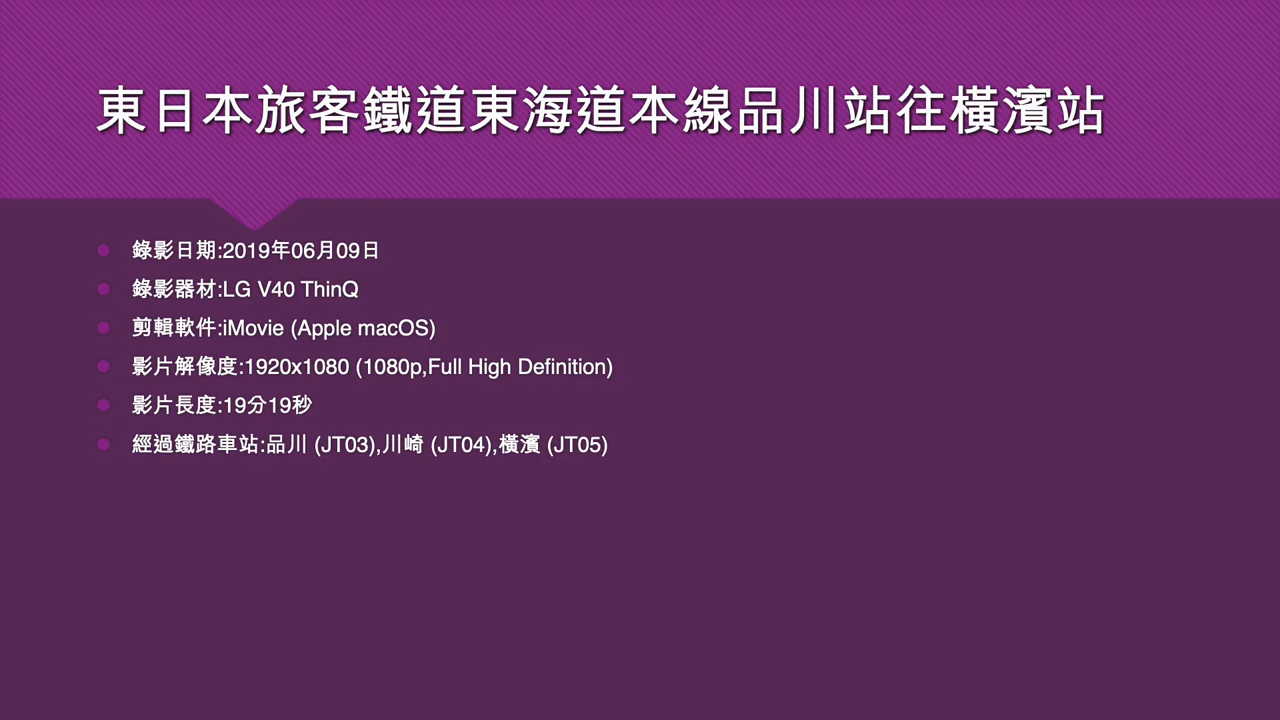 東日本旅客鐵道東海道本線品川站往橫濱站
錄影日期:2019年06月09日
錄影器材:LG V40 ThinQ
剪輯軟件:iMovie (Apple macOS)
影片解像度:1920x1080 (1080p,Full High Definition)
影片長度:19分19秒
經過鐵路車站:品川 (JT03),川崎 (JT04),橫濱 (JT05)